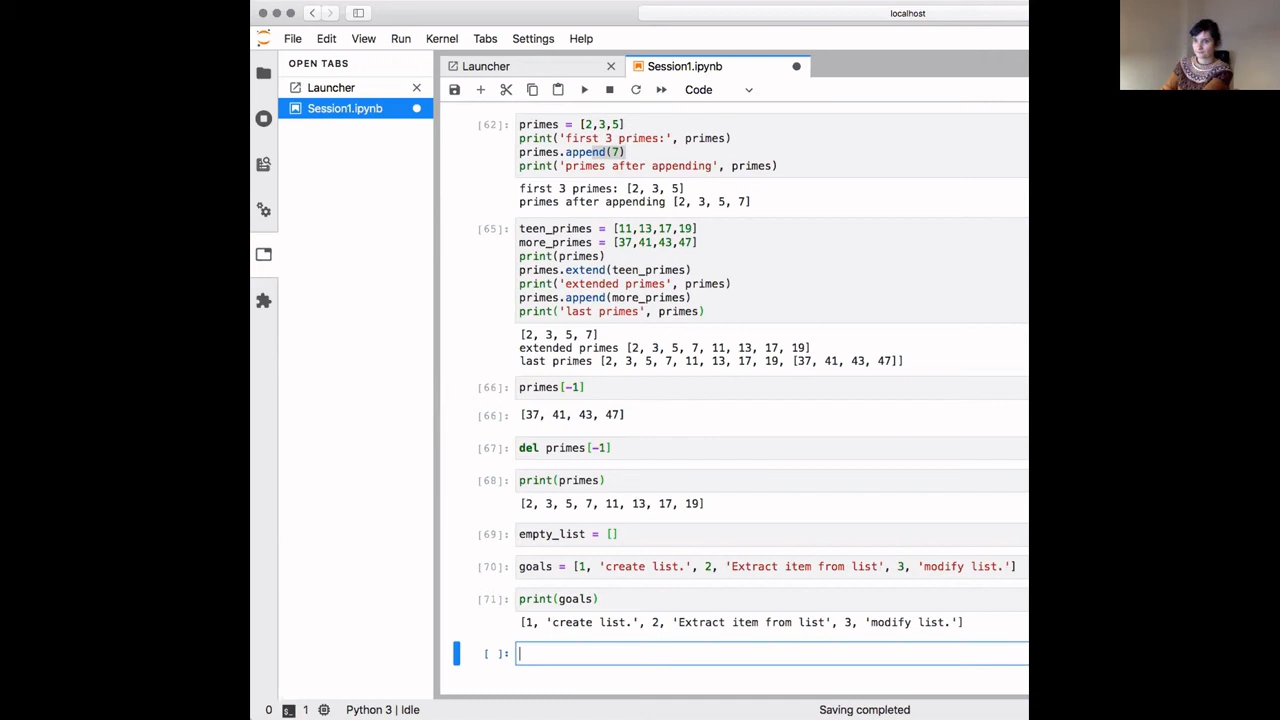 localhost
File Edit View Run Kernel Tabs Settings Help
OPEN TABS
Launcher
Session1.ipynb
Launcher
Session1.ipynb
Code
[62]: primes = [2,3,5]
print('first 3 primes:', primes)
primes.append(7)
print('primes after appending', primes)
first 3 primes: [2, 3, 5]
primes after appending [2, 3, 5, 7]
[65]: teen_primes = [11,13,17,19]
more_primes = [37,41,43,47]
print(primes)
primes.extend(teen_primes)
print('extended primes', primes)
primes.append(more_primes)
print('last primes', primes)
[2, 3, 5, 7]
extended primes [2, 3, 5, 7, 11, 13, 17, 19]
last primes [2, 3, 5, 7, 11, 13, 17, 19, [37, 41, 43, 47]]
[66]: primes[-1]
[66]: [37, 41, 43, 47]
[67]: del primes[-1]
[68]: print(primes)
[2, 3, 5, 7, 11, 13, 17, 19]
[69]: empty_list = []
[70]: goals = [1, 'create list.', 2, 'Extract item from list', 3, 'modify list.']
[71]: print(goals)
[1, 'create list.', 2, 'Extract item from list', 3, 'modify list.']
[ ]:
0 $_ 1 Python 3 | Idle Saving completed